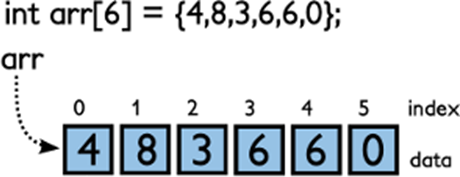 int arr[6] = {4,8,3,6,6,0};
arr
0 1 2 3 4 5 index
4 8 3 6 6 0 data